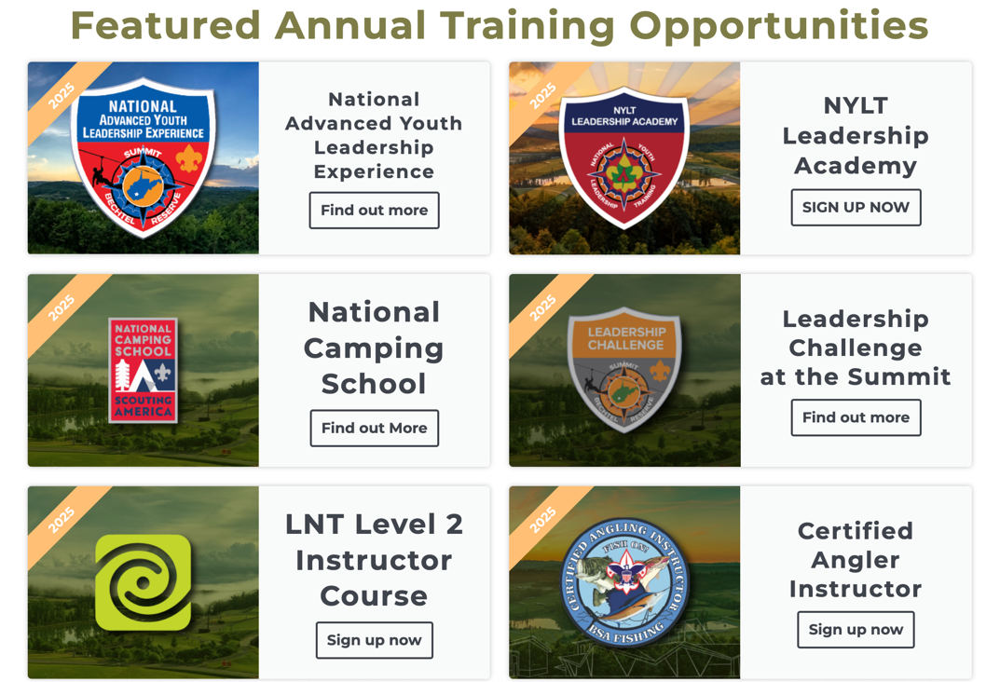 Featured Annual Training Opportunities
2025
NATIONAL
ADVANCED YOUTH
LEADERSHIP EXPERIENCE
SUMMIT
BECHTEL RESERVE
National
Advanced Youth
Leadership
Experience
Find out more
2025
NYLT
LEADERSHIP ACADEMY
NATIONAL YOUTH
LEADERSHIP TRAINING
NYLT
Leadership
Academy
SIGN UP NOW
2025
NATIONAL
CAMPING
SCHOOL
SCOUTING
AMERICA
National
Camping
School
Find out More
2025
LEADERSHIP
CHALLENGE
SUMMIT
BECHTEL RESERVE
Leadership
Challenge
at the Summit
Find out more
2025
LNT Level 2
Instructor
Course
Sign up now
2025
CERTIFIED ANGLING INSTRUCTOR
FISH ON!
BSA FISHING
Certified
Angler
Instructor
Sign up now